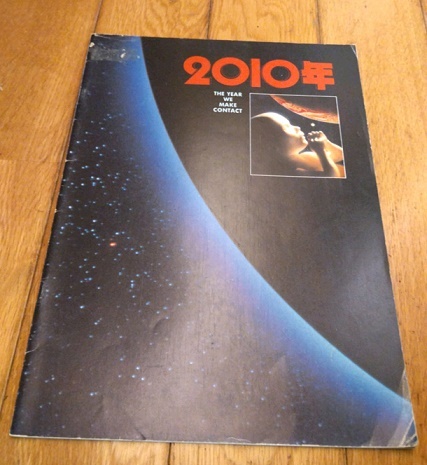 2010年
THE YEAR
WE
MAKE
CONTACT